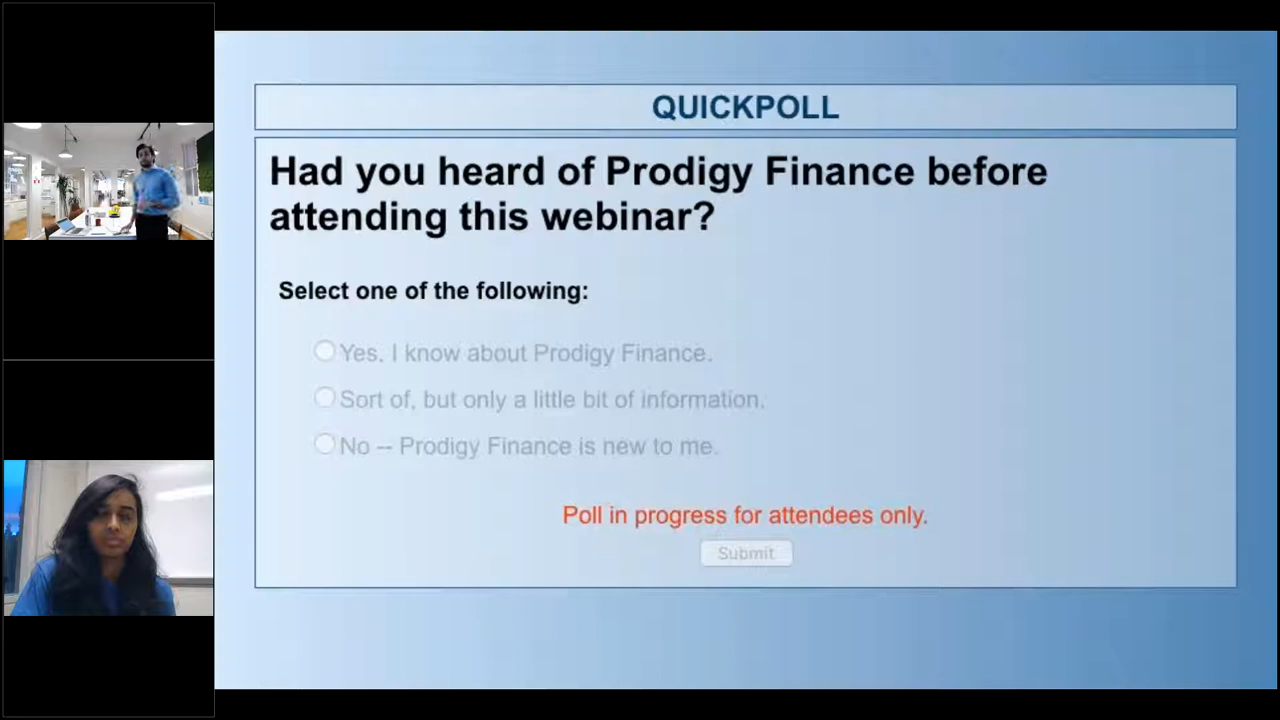 QUICKPOLL
Had you heard of Prodigy Finance before
attending this webinar?
Select one of the following:
Yes, I know about Prodigy Finance.
Sort of, but only a little bit of information.
No -- Prodigy Finance is new to me.
Poll in progress for attendees only.
Submit